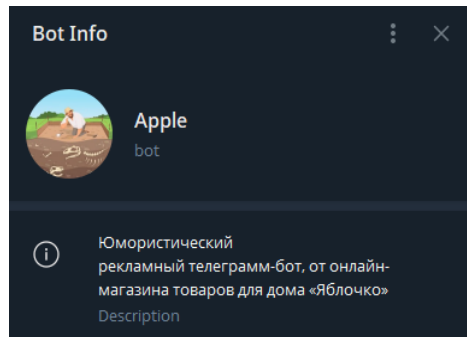 Bot Info
Apple
bot
Юмористический
рекламный телеграмм-бот, от онлайн-
магазина товаров для дома «Яблочко»
Description